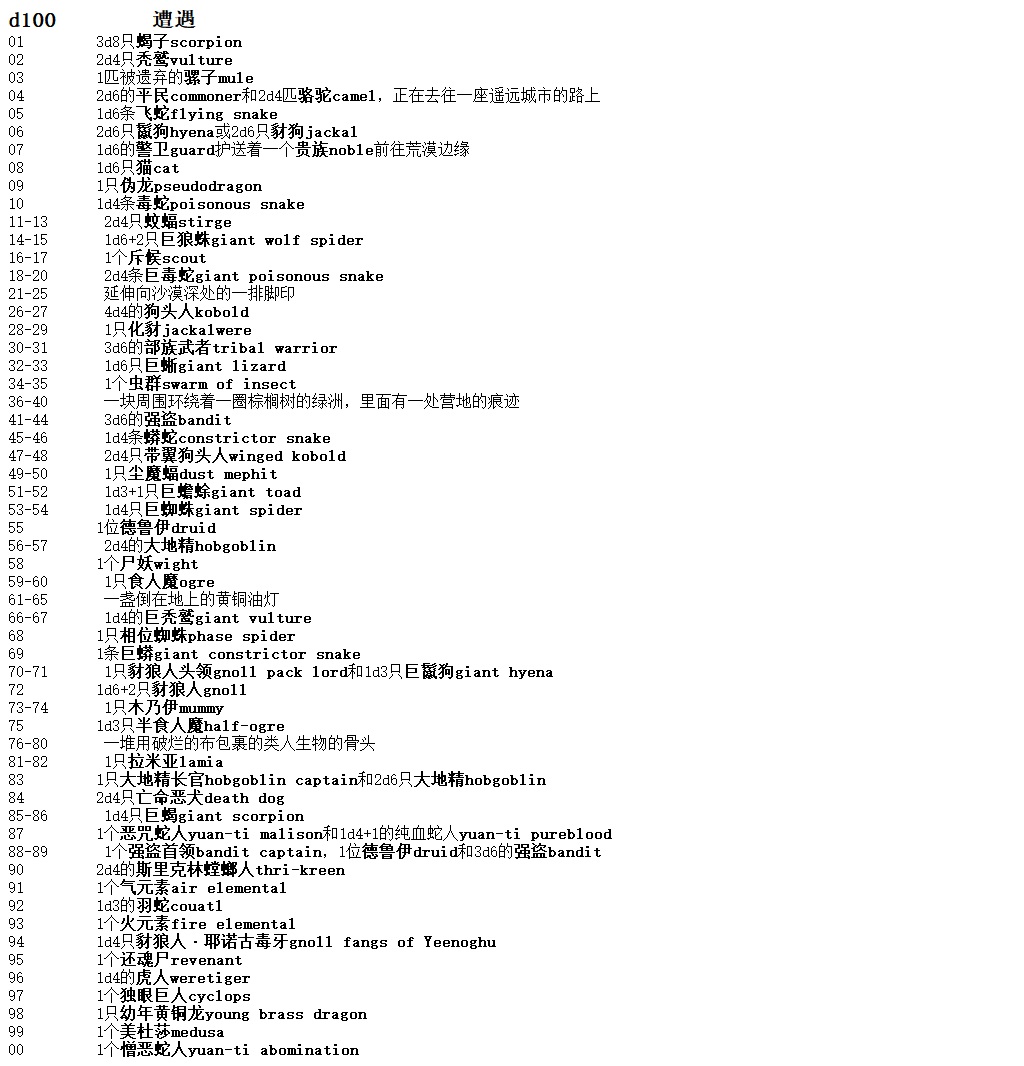 d100 遭遇
01 3d8只蝎子scorpion
02 2d4只秃鹫vulture
03 1匹被遗弃的骡子mule
04 2d6的平民commoner和2d4匹骆驼camel，正在去往一座遥远城市的路上
05 1d6条飞蛇flying snake
06 2d6只鬣狗hyena或2d6只豺狗jackal
07 1d6的警卫guard护送着一个贵族noble前往荒漠边缘
08 1d6只猫cat
09 1只伪龙pseudodragon
10 1d4条毒蛇poisonous snake
11-13 2d4只蚊蝠stirge
14-15 1d6+2只巨狼蛛giant wolf spider
16-17 1个斥候scout
18-20 2d4条巨毒蛇giant poisonous snake
21-25 延伸向沙漠深处的一排脚印
26-27 4d4的狗头人kobold
28-29 1只化豺jackalwere
30-31 3d6的部族武者tribal warrior
32-33 1d6只巨蜥giant lizard
34-35 1个虫群swarm of insect
36-40 一块周围环绕着一圈棕榈树的绿洲，里面有一处营地的痕迹
41-44 3d6的强盗bandit
45-46 1d4条蟒蛇constrictor snake
47-48 2d4只带翼狗头人winged kobold
49-50 1只尘魔蝠dust mephit
51-52 1d3+1只巨蟾蜍giant toad
53-54 1d4只巨蜘蛛giant spider
55 1位德鲁伊druid
56-57 2d4的大地精hobgoblin
58 1个尸妖wight
59-60 1只食人魔ogre
61-65 一盏倒在地上的黄铜油灯
66-67 1d4的巨秃鹫giant vulture
68 1只相位蜘蛛phase spider
69 1条巨蟒giant constrictor snake
70-71 1只豺狼人头领gnoll pack lord和1d3只巨鬣狗giant hyena
72 1d6+2只豺狼人gnoll
73-74 1只木乃伊mummy
75 1d3只半食人魔half-ogre
76-80 一堆用破烂的布包裹的类人生物的骨头
81-82 1只拉米亚lamia
83 1只大地精长官hobgoblin captain和2d6只大地精hobgoblin
84 2d4只亡命恶犬death dog
85-86 1d4只巨蝎giant scorpion
87 1个恶咒蛇人yuan-ti malison和1d4+1的纯血蛇人yuan-ti pureblood
88-89 1个强盗首领bandit captain，1位德鲁伊druid和3d6的强盗bandit
90 2d4的斯里克林螳螂人thri-kreen
91 1个气元素air elemental
92 1d3的羽蛇couatl
93 1个火元素fire elemental
94 1d4只豺狼人·耶诺古毒牙gnoll fangs of Yeenoghu
95 1个还魂尸revenant
96 1d4的虎人weretiger
97 1个独眼巨人cyclops
98 1只幼年黄铜龙young brass dragon
99 1个美杜莎medusa
00 1个憎恶蛇人yuan-ti abomination